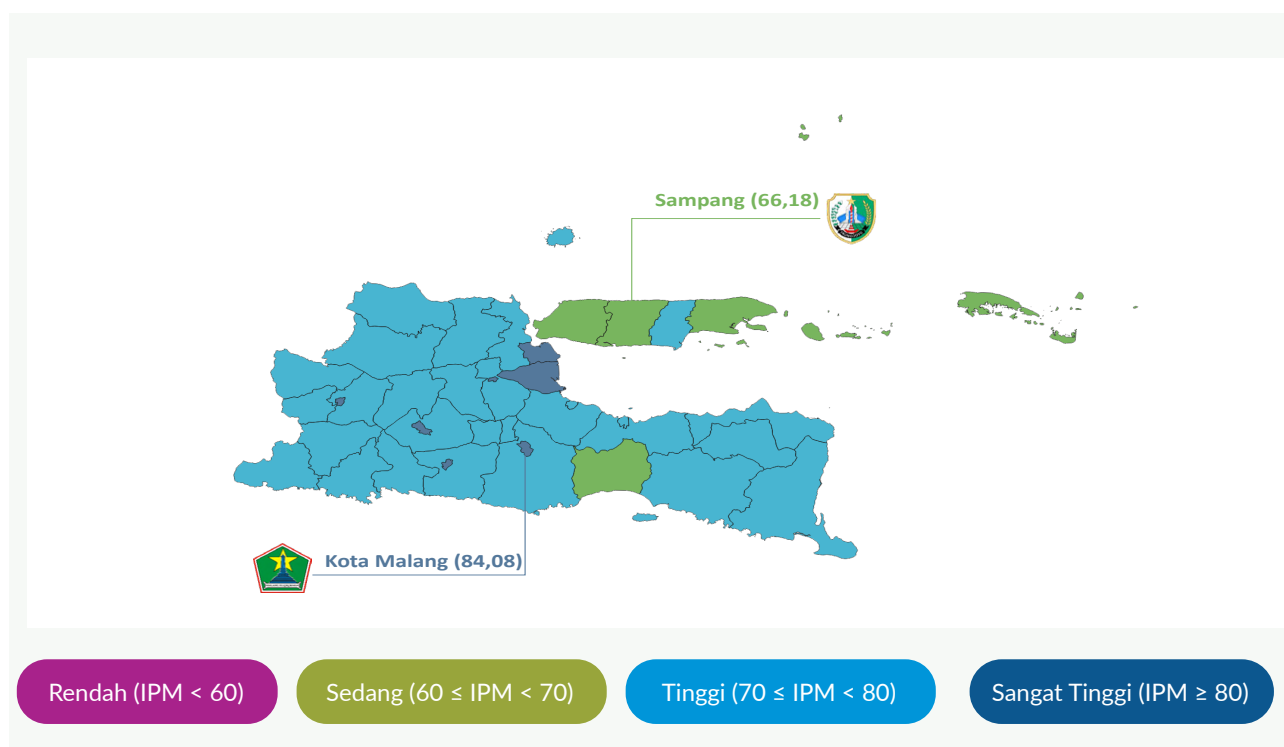 Sampang (66,18)
Kota Malang (84,08)
Rendah (IPM < 60)
Sedang (60 ≤ IPM < 70)
Tinggi (70 ≤ IPM < 80)
Sangat Tinggi (IPM ≥ 80)